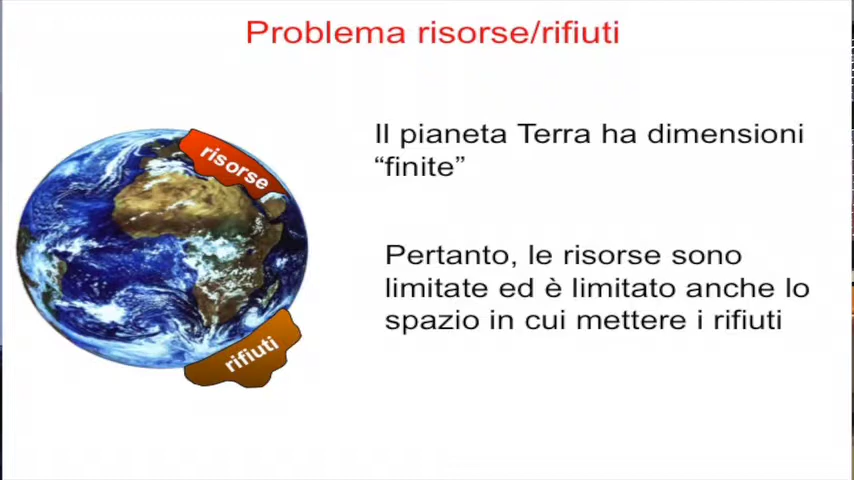 Problema risorse/rifiuti
Il pianeta Terra ha dimensioni
“finite”
risorse
Pertanto, le risorse sono
limitate ed è limitato anche lo
spazio in cui mettere i rifiuti
rifiuti